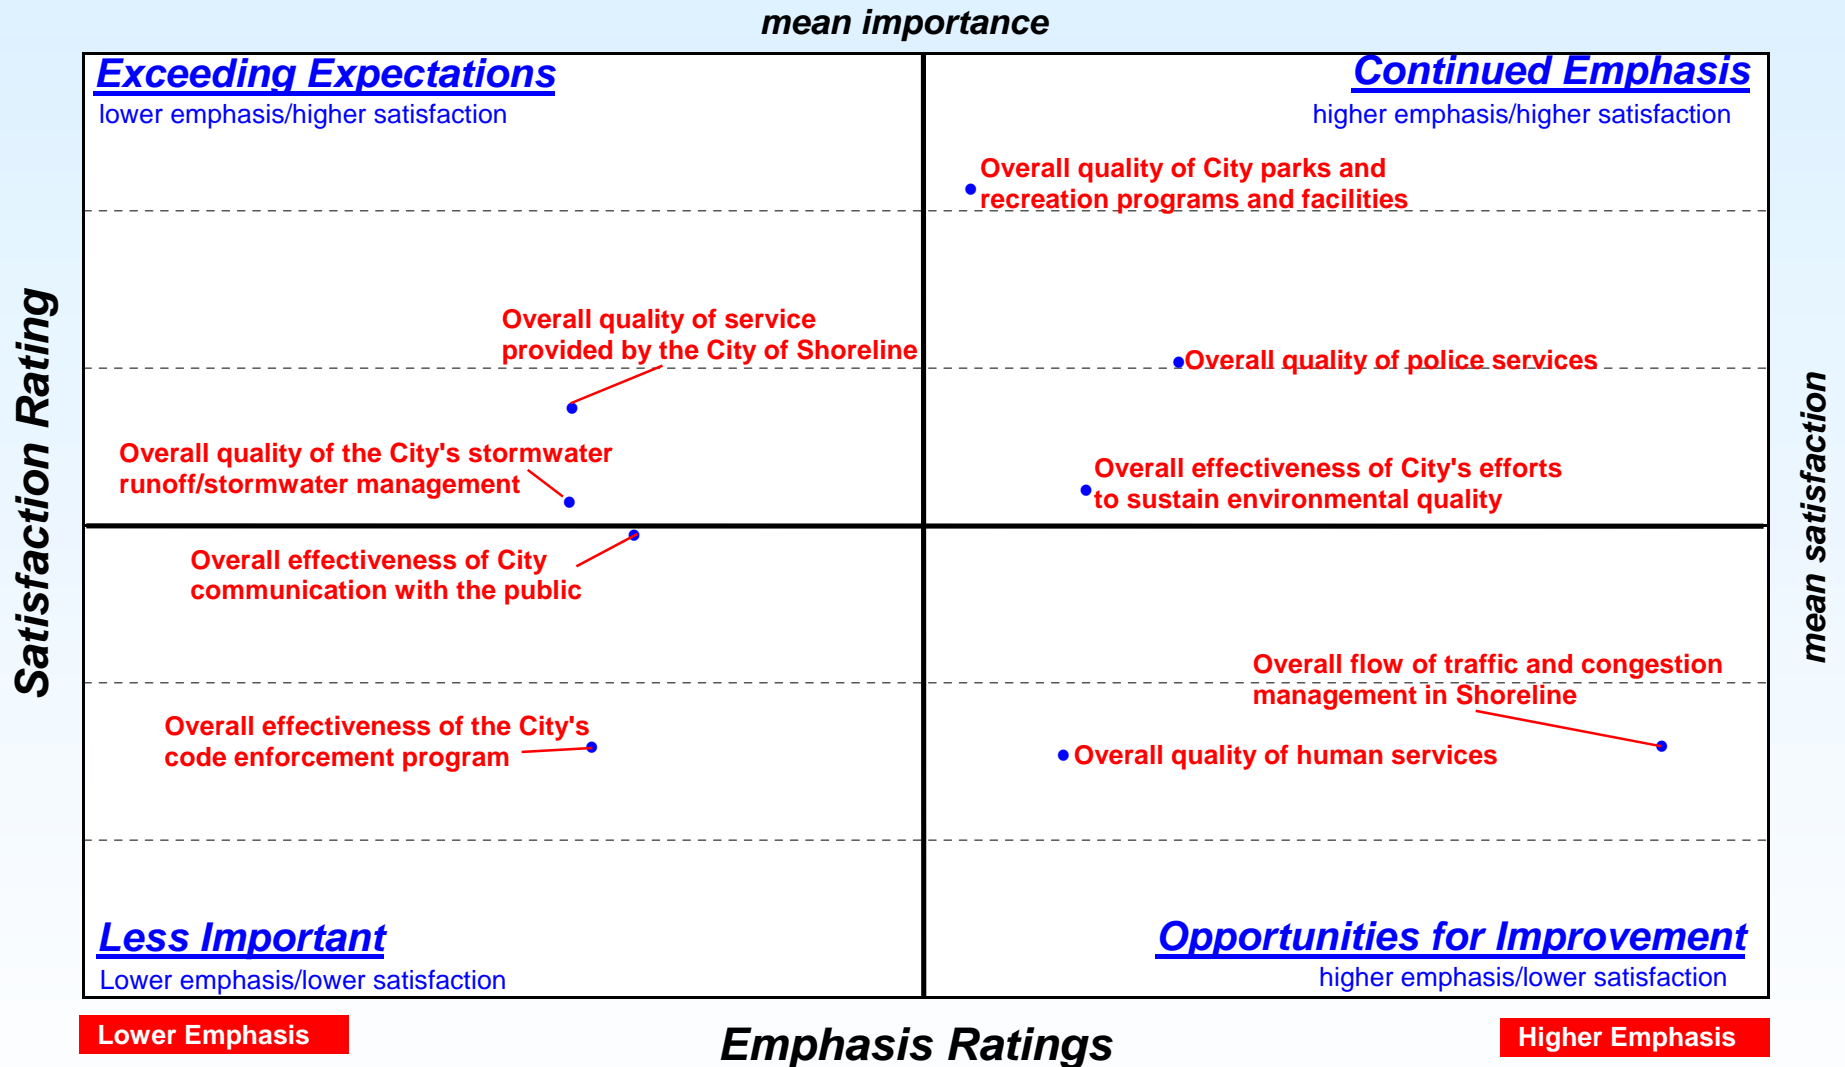 mean importance
Exceeding Expectations
lower emphasis/higher satisfaction
Continued Emphasis
higher emphasis/higher satisfaction
Overall quality of City parks and
recreation programs and facilities
Overall quality of service
provided by the City of Shoreline
Overall quality of police services
Overall quality of the City's stormwater
runoff/stormwater management
Overall effectiveness of City's efforts
to sustain environmental quality
Satisfaction Rating
mean satisfaction
Overall effectiveness of City
communication with the public
Overall flow of traffic and congestion
management in Shoreline
Overall effectiveness of the City's
code enforcement program
Overall quality of human services
Less Important
Lower emphasis/lower satisfaction
Opportunities for Improvement
higher emphasis/lower satisfaction
Lower Emphasis
Emphasis Ratings
Higher Emphasis